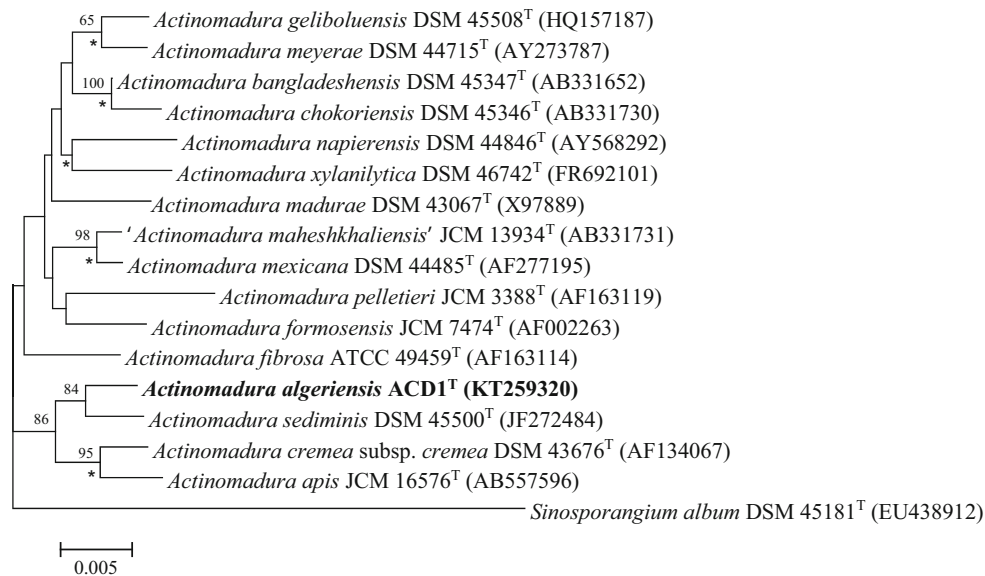 65
Actinomadura geliboluensis DSM 45508T (HQ157187)
*
Actinomadura meyerae DSM 44715T (AY273787)
100
Actinomadura bangladeshensis DSM 45347T (AB331652)
*
Actinomadura chokoriensis DSM 45346T (AB331730)
Actinomadura napierensis DSM 44846T (AY568292)
*
Actinomadura xylanilytica DSM 46742T (FR692101)
Actinomadura madurae DSM 43067T (X97889)
98
'Actinomadura maheshkhaliensis' JCM 13934T (AB331731)
*
Actinomadura mexicana DSM 44485T (AF277195)
Actinomadura pelletieri JCM 3388T (AF163119)
Actinomadura formosensis JCM 7474T (AF002263)
Actinomadura fibrosa ATCC 49459T (AF163114)
84
Actinomadura algeriensis ACD1T (KT259320)
86
Actinomadura sediminis DSM 45500T (JF272484)
95
Actinomadura cremea subsp. cremea DSM 43676T (AF134067)
*
Actinomadura apis JCM 16576T (AB557596)
Sinosporangium album DSM 45181T (EU438912)
0.005